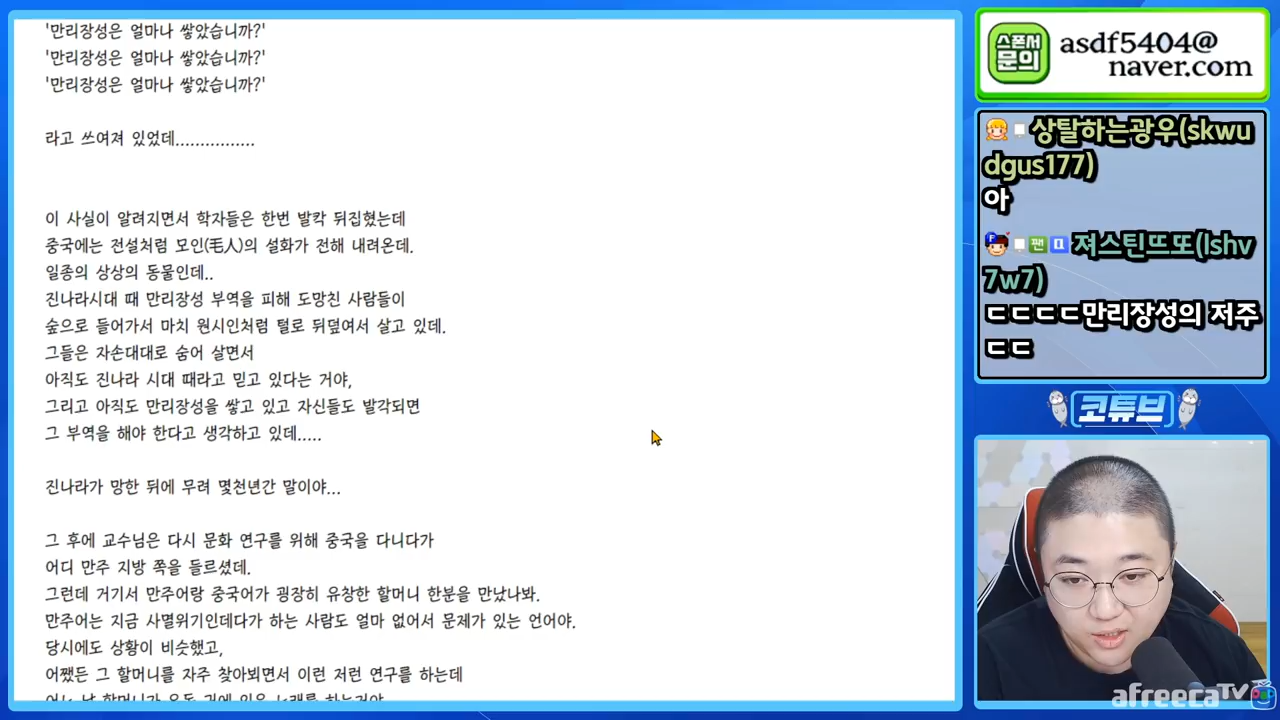 '만리장성은 얼마나 쌓았습니까?'
'만리장성은 얼마나 쌓았습니까?'
'만리장성은 얼마나 쌓았습니까?'
라고 쓰여져 있었데................
이 사실이 알려지면서 학자들은 한번 발칵 뒤집혔는데
중국에는 전설처럼 모인(毛人)의 설화가 전해 내려온데.
일종의 상상의 동물인데..
진나라시대 때 만리장성 부역을 피해 도망친 사람들이
숲으로 들어가서 마치 원시인처럼 털로 뒤덮여서 살고 있데.
그들은 자손대대로 숨어 살면서
아직도 진나라 시대 때라고 믿고 있다는 거야,
그리고 아직도 만리장성을 쌓고 있고 자신들도 발각되면
그 부역을 해야 한다고 생각하고 있데.....
진나라가 망한 뒤에 무려 몇천년간 말이야...
그 후에 교수님은 다시 문화 연구를 위해 중국을 다니다가
어디 만주 지방 쪽을 들르셨데.
그런데 거기서 만주어랑 중국어가 굉장히 유창한 할머니 한분을 만났나봐.
만주어는 지금 사멸위기인데다가 하는 사람도 얼마 없어서 문제가 있는 언어야.
당시에도 상황이 비슷했고,
어쨌든 그 할머니를 자주 찾아뵈면서 이런 저런 연구를 하는데
스폰서
문의
asdf5404@
naver.com
상탈하는광우(skwu
dgus177)
아
F 팬 져스틴뜨또(lshv
7w7)
ㄷㄷㄷㄷ만리장성의 저주
ㄷㄷ
코튜브
afreecaTV